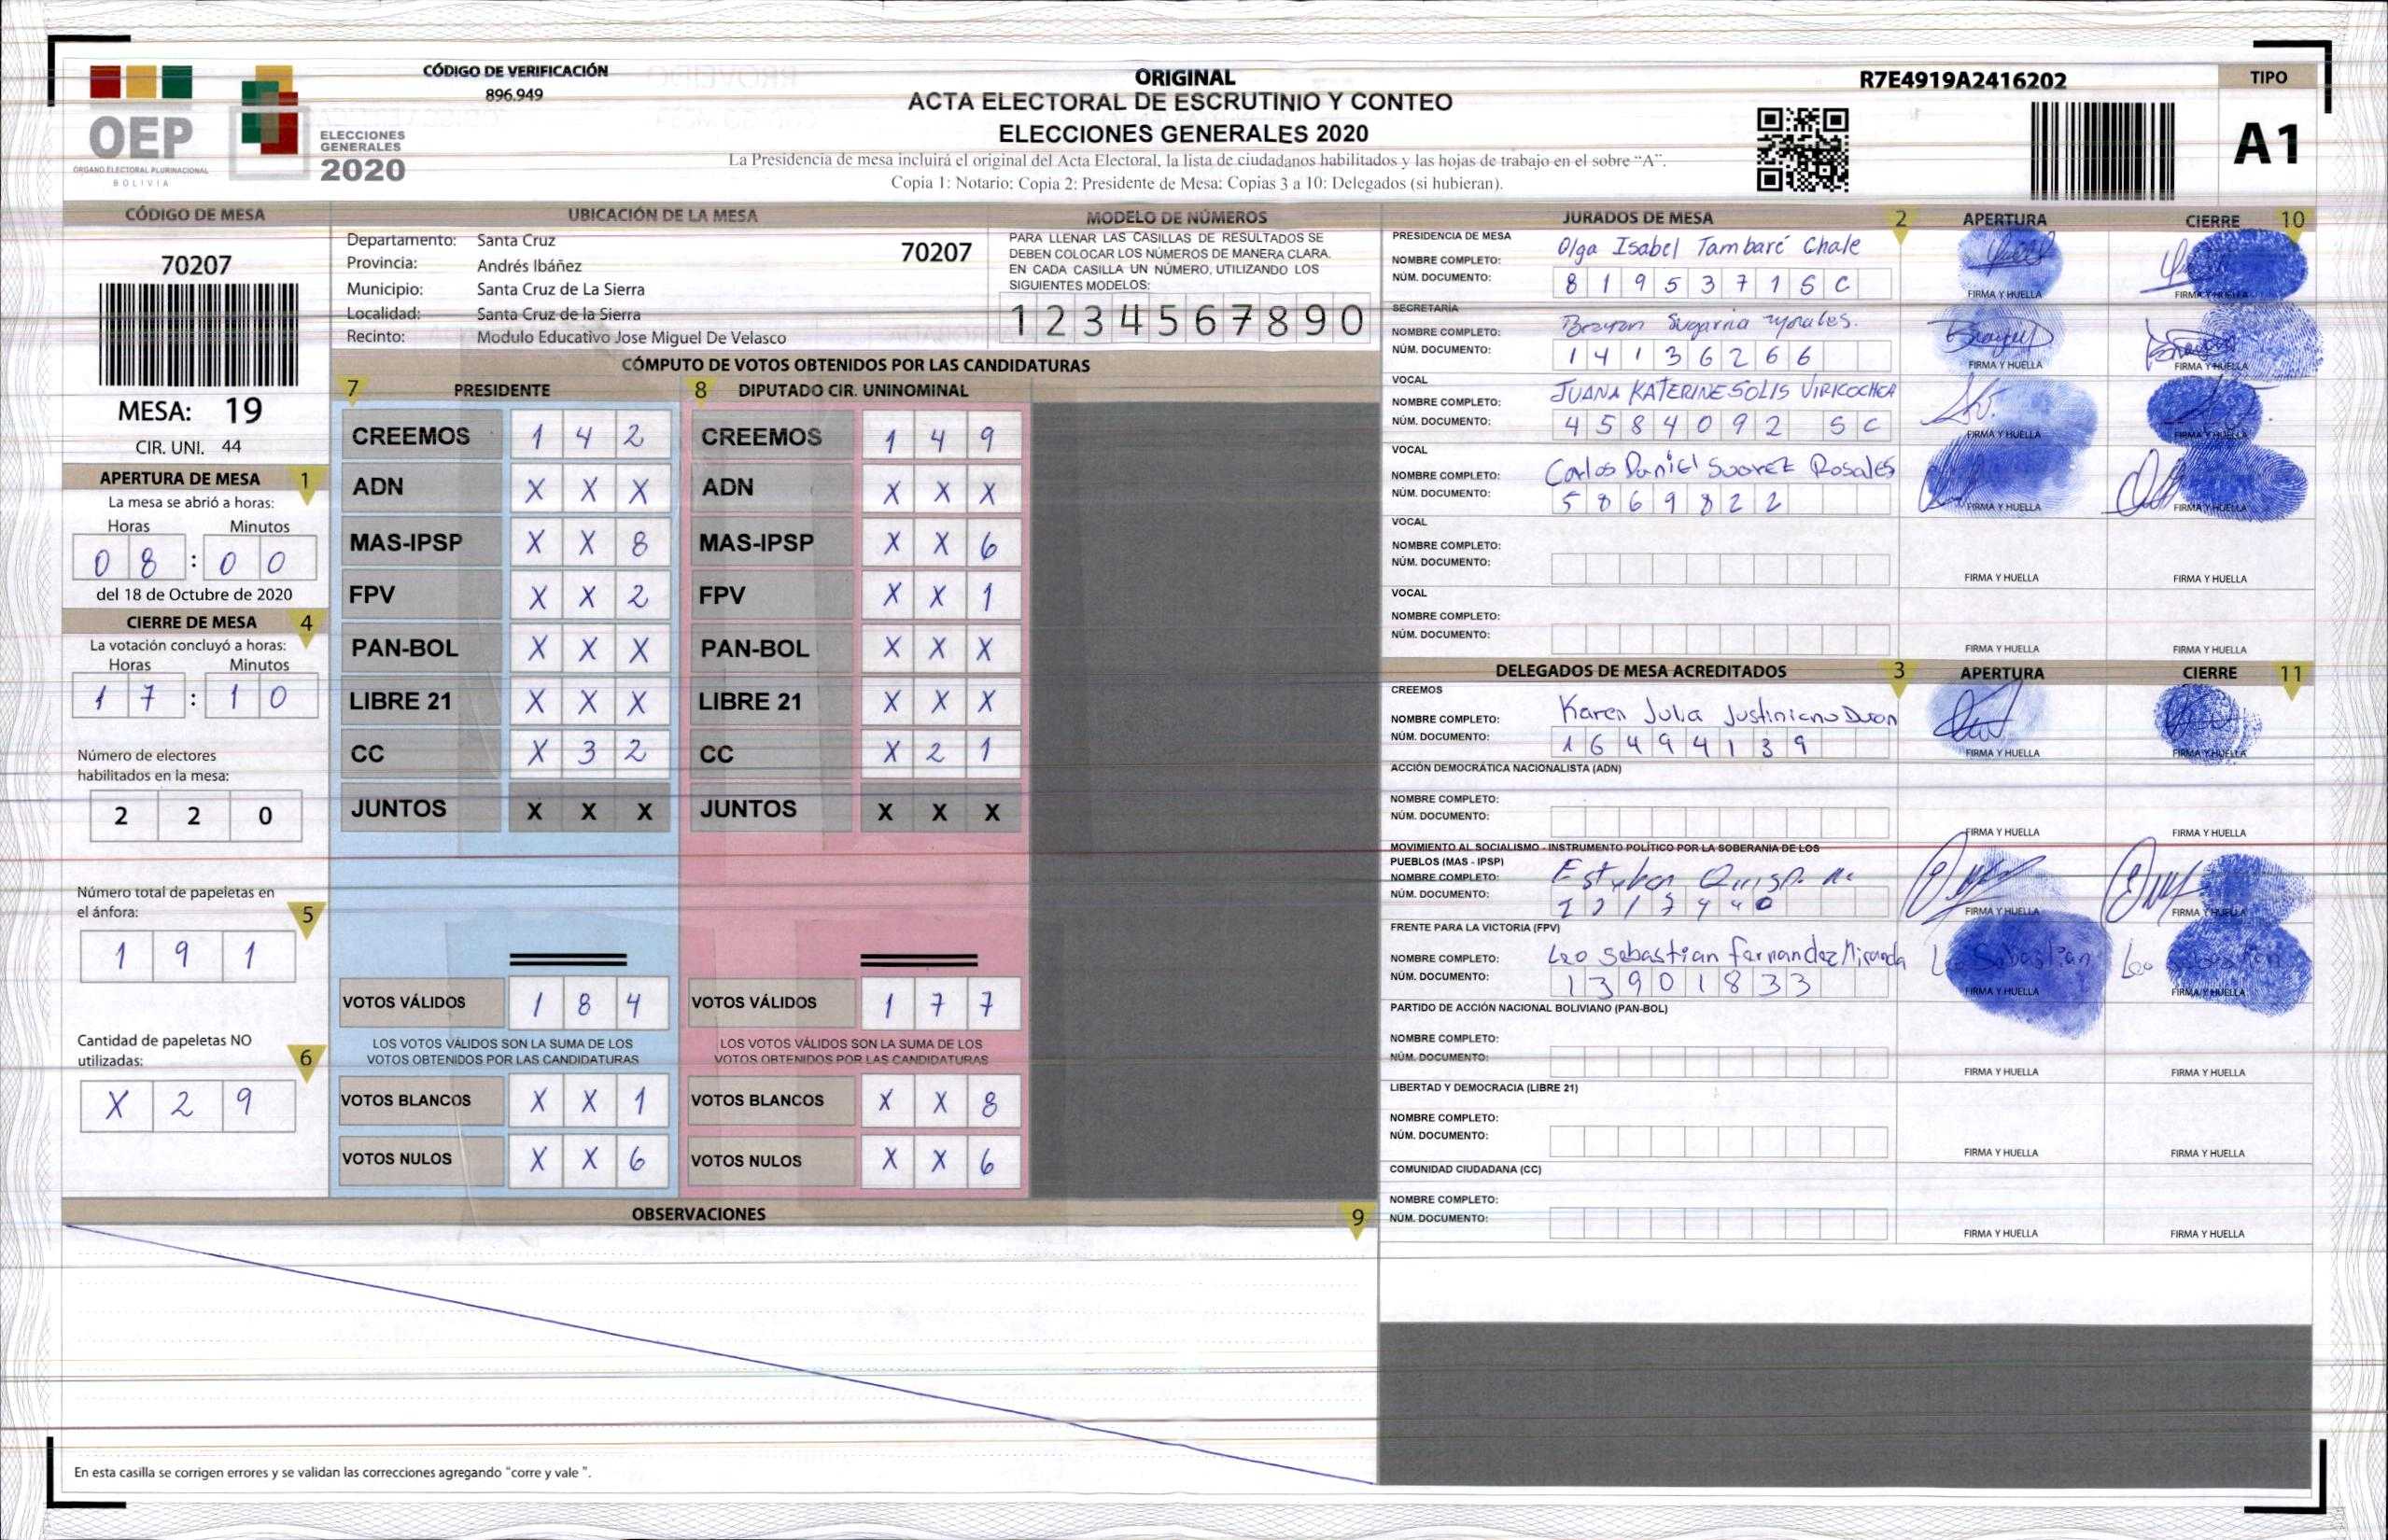 CÓDIGO DE VERIFICACIÓN
896.949
OEP
ÓRGANO ELECTORAL PLURINACIONAL
BOLIVIA
ELECCIONES
GENERALES
2020
ORIGINAL
ACTA ELECTORAL DE ESCRUTINIO Y CONTEO
ELECCIONES GENERALES 2020
La Presidencia de mesa incluirá el original del Acta Electoral, la lista de ciudadanos habilitados y las hojas de trabajo en el sobre “A”.
Copia 1: Notario: Copia 2: Presidente de Mesa: Copias 3 a 10: Delegados (si hubieran).
R7E4919A2416202
TIPO
A1
CÓDIGO DE MESA
70207
MESA: 19
CIR. UNI. 44
APERTURA DE MESA 1
La mesa se abrió a horas:
Horas Minutos
0 8 : 0 0
del 18 de Octubre de 2020
CIERRE DE MESA 4
La votación concluyó a horas:
Horas Minutos
1 7 : 1 0
Número de electores
habilitados en la mesa:
2 2 0
Número total de papeletas en
el ánfora: 5
1 9 1
Cantidad de papeletas NO
utilizadas: 6
X 2 9
UBICACIÓN DE LA MESA
Departamento: Santa Cruz 70207
Provincia: Andrés Ibáñez
Municipio: Santa Cruz de La Sierra
Localidad: Santa Cruz de la Sierra
Recinto: Modulo Educativo Jose Miguel De Velasco
MODELO DE NÚMEROS
PARA LLENAR LAS CASILLAS DE RESULTADOS SE
DEBEN COLOCAR LOS NÚMEROS DE MANERA CLARA.
EN CADA CASILLA UN NÚMERO, UTILIZANDO LOS
SIGUIENTES MODELOS:
1 2 3 4 5 6 7 8 9 0
CÓMPUTO DE VOTOS OBTENIDOS POR LAS CANDIDATURAS
7 PRESIDENTE
CREEMOS 1 4 2
ADN X X X
MAS-IPSP X X 8
FPV X X 2
PAN-BOL X X X
LIBRE 21 X X X
CC X 3 2
JUNTOS X X X
VOTOS VÁLIDOS 1 8 4
LOS VOTOS VÁLIDOS SON LA SUMA DE LOS
VOTOS OBTENIDOS POR LAS CANDIDATURAS
VOTOS BLANCOS X X 1
VOTOS NULOS X X 6
8 DIPUTADO CIR. UNINOMINAL
CREEMOS 1 4 9
ADN X X X
MAS-IPSP X X 6
FPV X X 1
PAN-BOL X X X
LIBRE 21 X X X
CC X 2 1
JUNTOS X X X
VOTOS VÁLIDOS 1 7 7
LOS VOTOS VÁLIDOS SON LA SUMA DE LOS
VOTOS OBTENIDOS POR LAS CANDIDATURAS
VOTOS BLANCOS X X 8
VOTOS NULOS X X 6
OBSERVACIONES 9
En esta casilla se corrigen errores y se validan las correcciones agregando “corre y vale ”.
JURADOS DE MESA 2 APERTURA CIERRE 10
PRESIDENCIA DE MESA
NOMBRE COMPLETO: Olga Isabel Tambaré Chale
NÚM. DOCUMENTO: 8 1 9 5 3 7 1 S C
FIRMA Y HUELLA FIRMA Y HUELLA
SECRETARÍA
NOMBRE COMPLETO: Brayan
NÚM. DOCUMENTO: 1 4 1 3 6 2 6 6
FIRMA Y HUELLA FIRMA Y HUELLA
VOCAL
NOMBRE COMPLETO: JUANA KATERINE SOLIS VIRICOCHEA
NÚM. DOCUMENTO: 4 5 8 4 0 9 2 S C
FIRMA Y HUELLA FIRMA Y HUELLA
VOCAL
NOMBRE COMPLETO: Carlos Daniel Suarez Rosales
NÚM. DOCUMENTO: 5 8 6 9 8 2 2
FIRMA Y HUELLA FIRMA Y HUELLA
VOCAL
NOMBRE COMPLETO:
NÚM. DOCUMENTO:
FIRMA Y HUELLA FIRMA Y HUELLA
VOCAL
NOMBRE COMPLETO:
NÚM. DOCUMENTO:
FIRMA Y HUELLA FIRMA Y HUELLA
DELEGADOS DE MESA ACREDITADOS 3 APERTURA CIERRE 11
CREEMOS
NOMBRE COMPLETO: Karen Julia Justiniano
NÚM. DOCUMENTO: 1 6 4 9 4 1 3 9
FIRMA Y HUELLA FIRMA Y HUELLA
ACCIÓN DEMOCRÁTICA NACIONALISTA (ADN)
NOMBRE COMPLETO:
NÚM. DOCUMENTO:
FIRMA Y HUELLA FIRMA Y HUELLA
MOVIMIENTO AL SOCIALISMO - INSTRUMENTO POLÍTICO POR LA SOBERANIA DE LOS
PUEBLOS (MAS - IPSP)
NOMBRE COMPLETO:
NÚM. DOCUMENTO:
FIRMA Y HUELLA FIRMA Y HUELLA
FRENTE PARA LA VICTORIA (FPV)
NOMBRE COMPLETO: Leo Sebastian fernandez Miranda
NÚM. DOCUMENTO: 1 3 9 0 1 8 3 3
Leo Sebastian Leo Sebastian
FIRMA Y HUELLA FIRMA Y HUELLA
PARTIDO DE ACCIÓN NACIONAL BOLIVIANO (PAN-BOL)
NOMBRE COMPLETO:
NÚM. DOCUMENTO:
FIRMA Y HUELLA FIRMA Y HUELLA
LIBERTAD Y DEMOCRACIA (LIBRE 21)
NOMBRE COMPLETO:
NÚM. DOCUMENTO:
FIRMA Y HUELLA FIRMA Y HUELLA
COMUNIDAD CIUDADANA (CC)
NOMBRE COMPLETO:
NÚM. DOCUMENTO:
FIRMA Y HUELLA FIRMA Y HUELLA